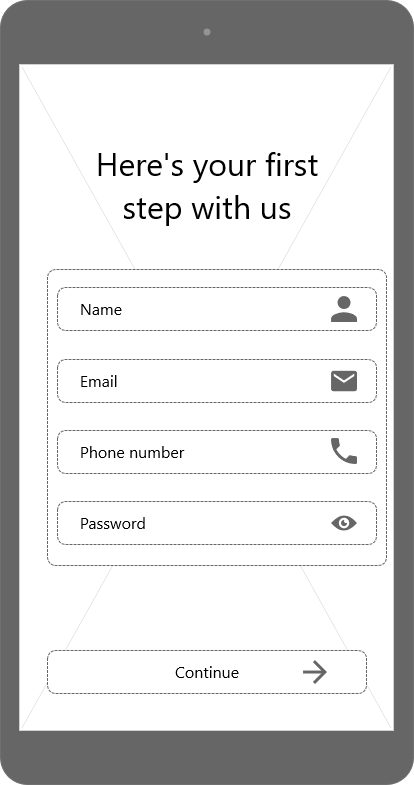 Here's your first
step with us
Name
Email
Phone number
Password
Continue